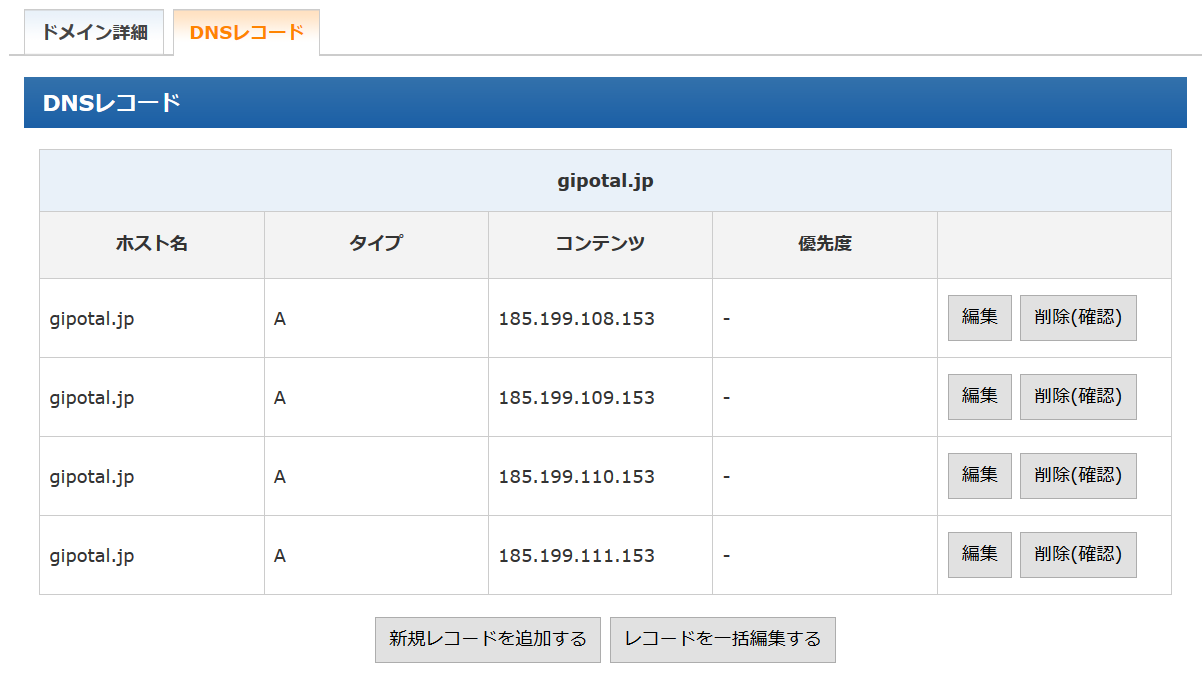 ドメイン詳細 DNSレコード
DNSレコード
gipotal.jp
ホスト名 タイプ コンテンツ 優先度
gipotal.jp A 185.199.108.153 - 編集 削除(確認)
gipotal.jp A 185.199.109.153 - 編集 削除(確認)
gipotal.jp A 185.199.110.153 - 編集 削除(確認)
gipotal.jp A 185.199.111.153 - 編集 削除(確認)
新規レコードを追加する レコードを一括編集する